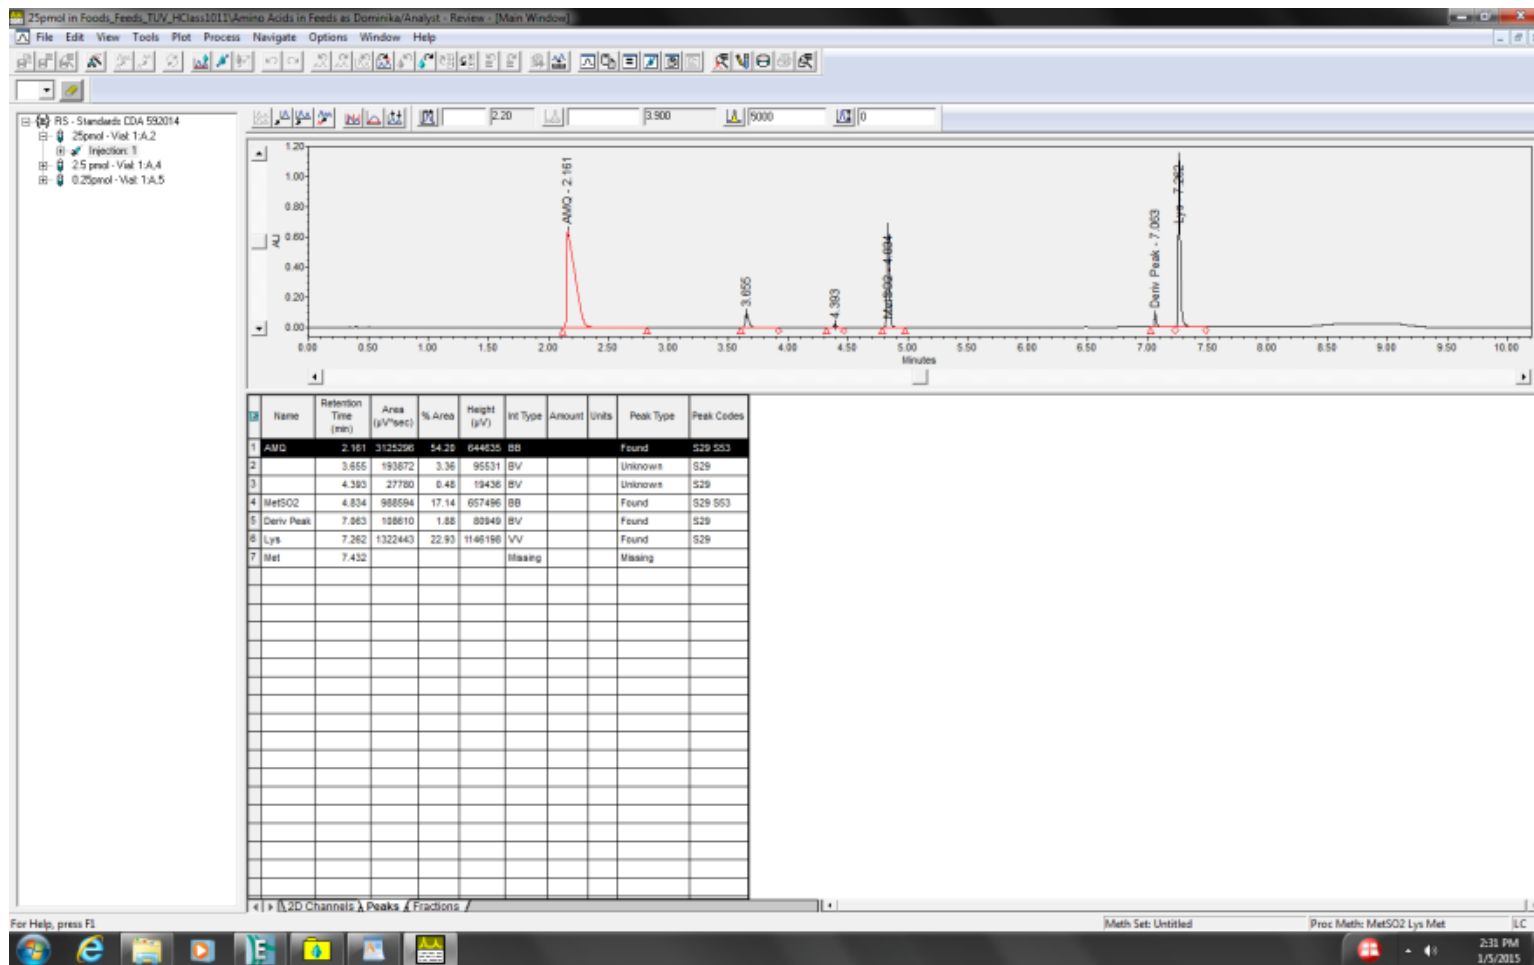 25pmol in Foods_Feeds_TUV_HClass1011\Amino Acids in Feeds as Dominika/Analyst - Review - [Main Window]
File Edit View Tools Plot Process Navigate Options Window Help
RS - Standards CDA 592014
25pmol - Vial: 1:A,2
Injection: 1
2.5 pmol - Vial: 1:A,4
0.25pmol - Vial: 1:A,5
2.20 3.900 5000 0
AU
1.20
1.00
0.80
0.60
0.40
0.20
0.00
AMQ - 2.161
3.655
4.393
MetSO2 - 4.834
Deriv Peak - 7.063
Lys - 7.262
0.00 0.50 1.00 1.50 2.00 2.50 3.00 3.50 4.00 4.50 5.00 5.50 6.00 6.50 7.00 7.50 8.00 8.50 9.00 9.50 10.00
Minutes
Name Retention Time (min) Area (µV*sec) % Area Height (µV) Int Type Amount Units Peak Type Peak Codes
1 AMQ 2.161 3125296 54.20 644635 BB Found S29 S53
2 3.655 193872 3.36 95531 BV Unknown S29
3 4.393 27780 0.48 19436 BV Unknown S29
4 MetSO2 4.834 988594 17.14 657496 BB Found S29 S53
5 Deriv Peak 7.063 108610 1.88 80949 BV Found S29
6 Lys 7.262 1322443 22.93 1146198 VV Found S29
7 Met 7.432 Missing Missing
2D Channels Peaks Fractions
For Help, press F1
Meth Set: Untitled
Proc Meth: MetSO2 Lys Met
LC
2:31 PM
1/5/2015